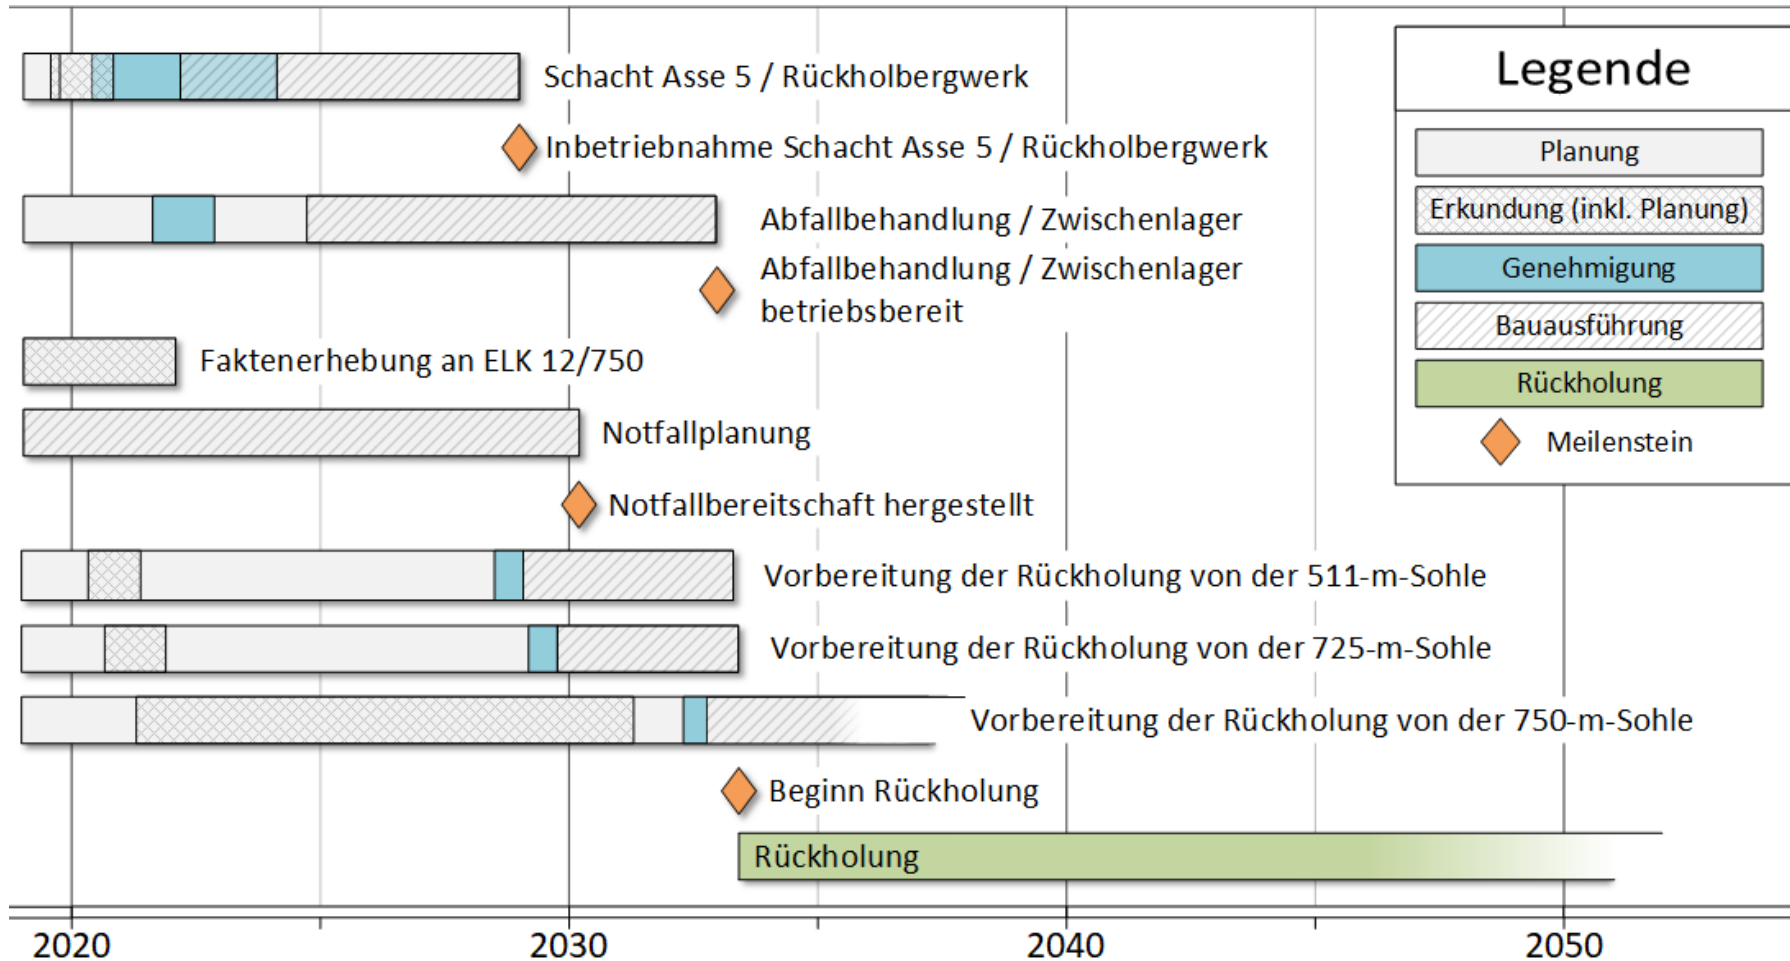 Schacht Asse 5 / Rückholbergwerk
Inbetriebnahme Schacht Asse 5 / Rückholbergwerk
Abfallbehandlung / Zwischenlager
Abfallbehandlung / Zwischenlager
betriebsbereit
Faktenerhebung an ELK 12/750
Notfallplanung
Notfallbereitschaft hergestellt
Vorbereitung der Rückholung von der 511-m-Sohle
Vorbereitung der Rückholung von der 725-m-Sohle
Vorbereitung der Rückholung von der 750-m-Sohle
Beginn Rückholung
Rückholung
2020 2030 2040 2050
Legende
Planung
Erkundung (inkl. Planung)
Genehmigung
Bauausführung
Rückholung
Meilenstein